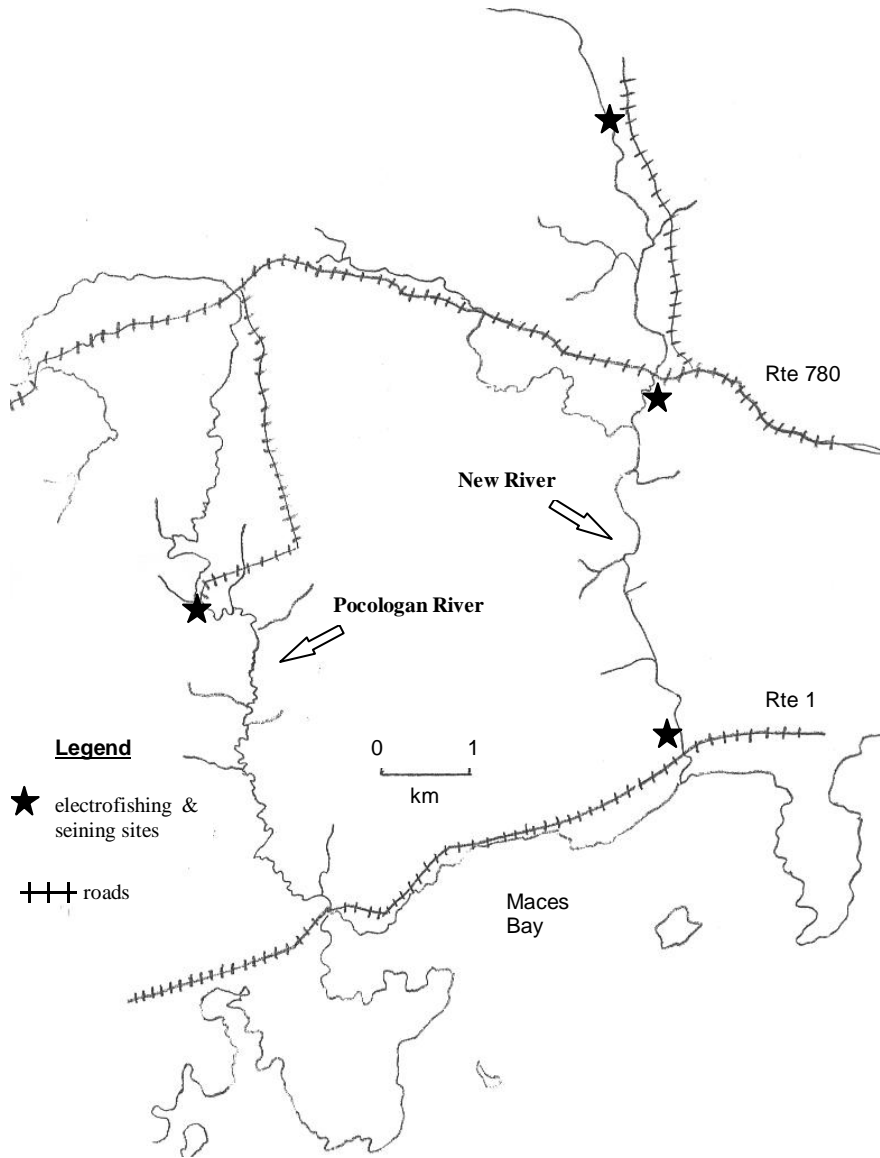 Rte 780
New River
Pocologan River
Rte 1
Legend
0 1
km
electrofishing &
seining sites
roads
Maces
Bay